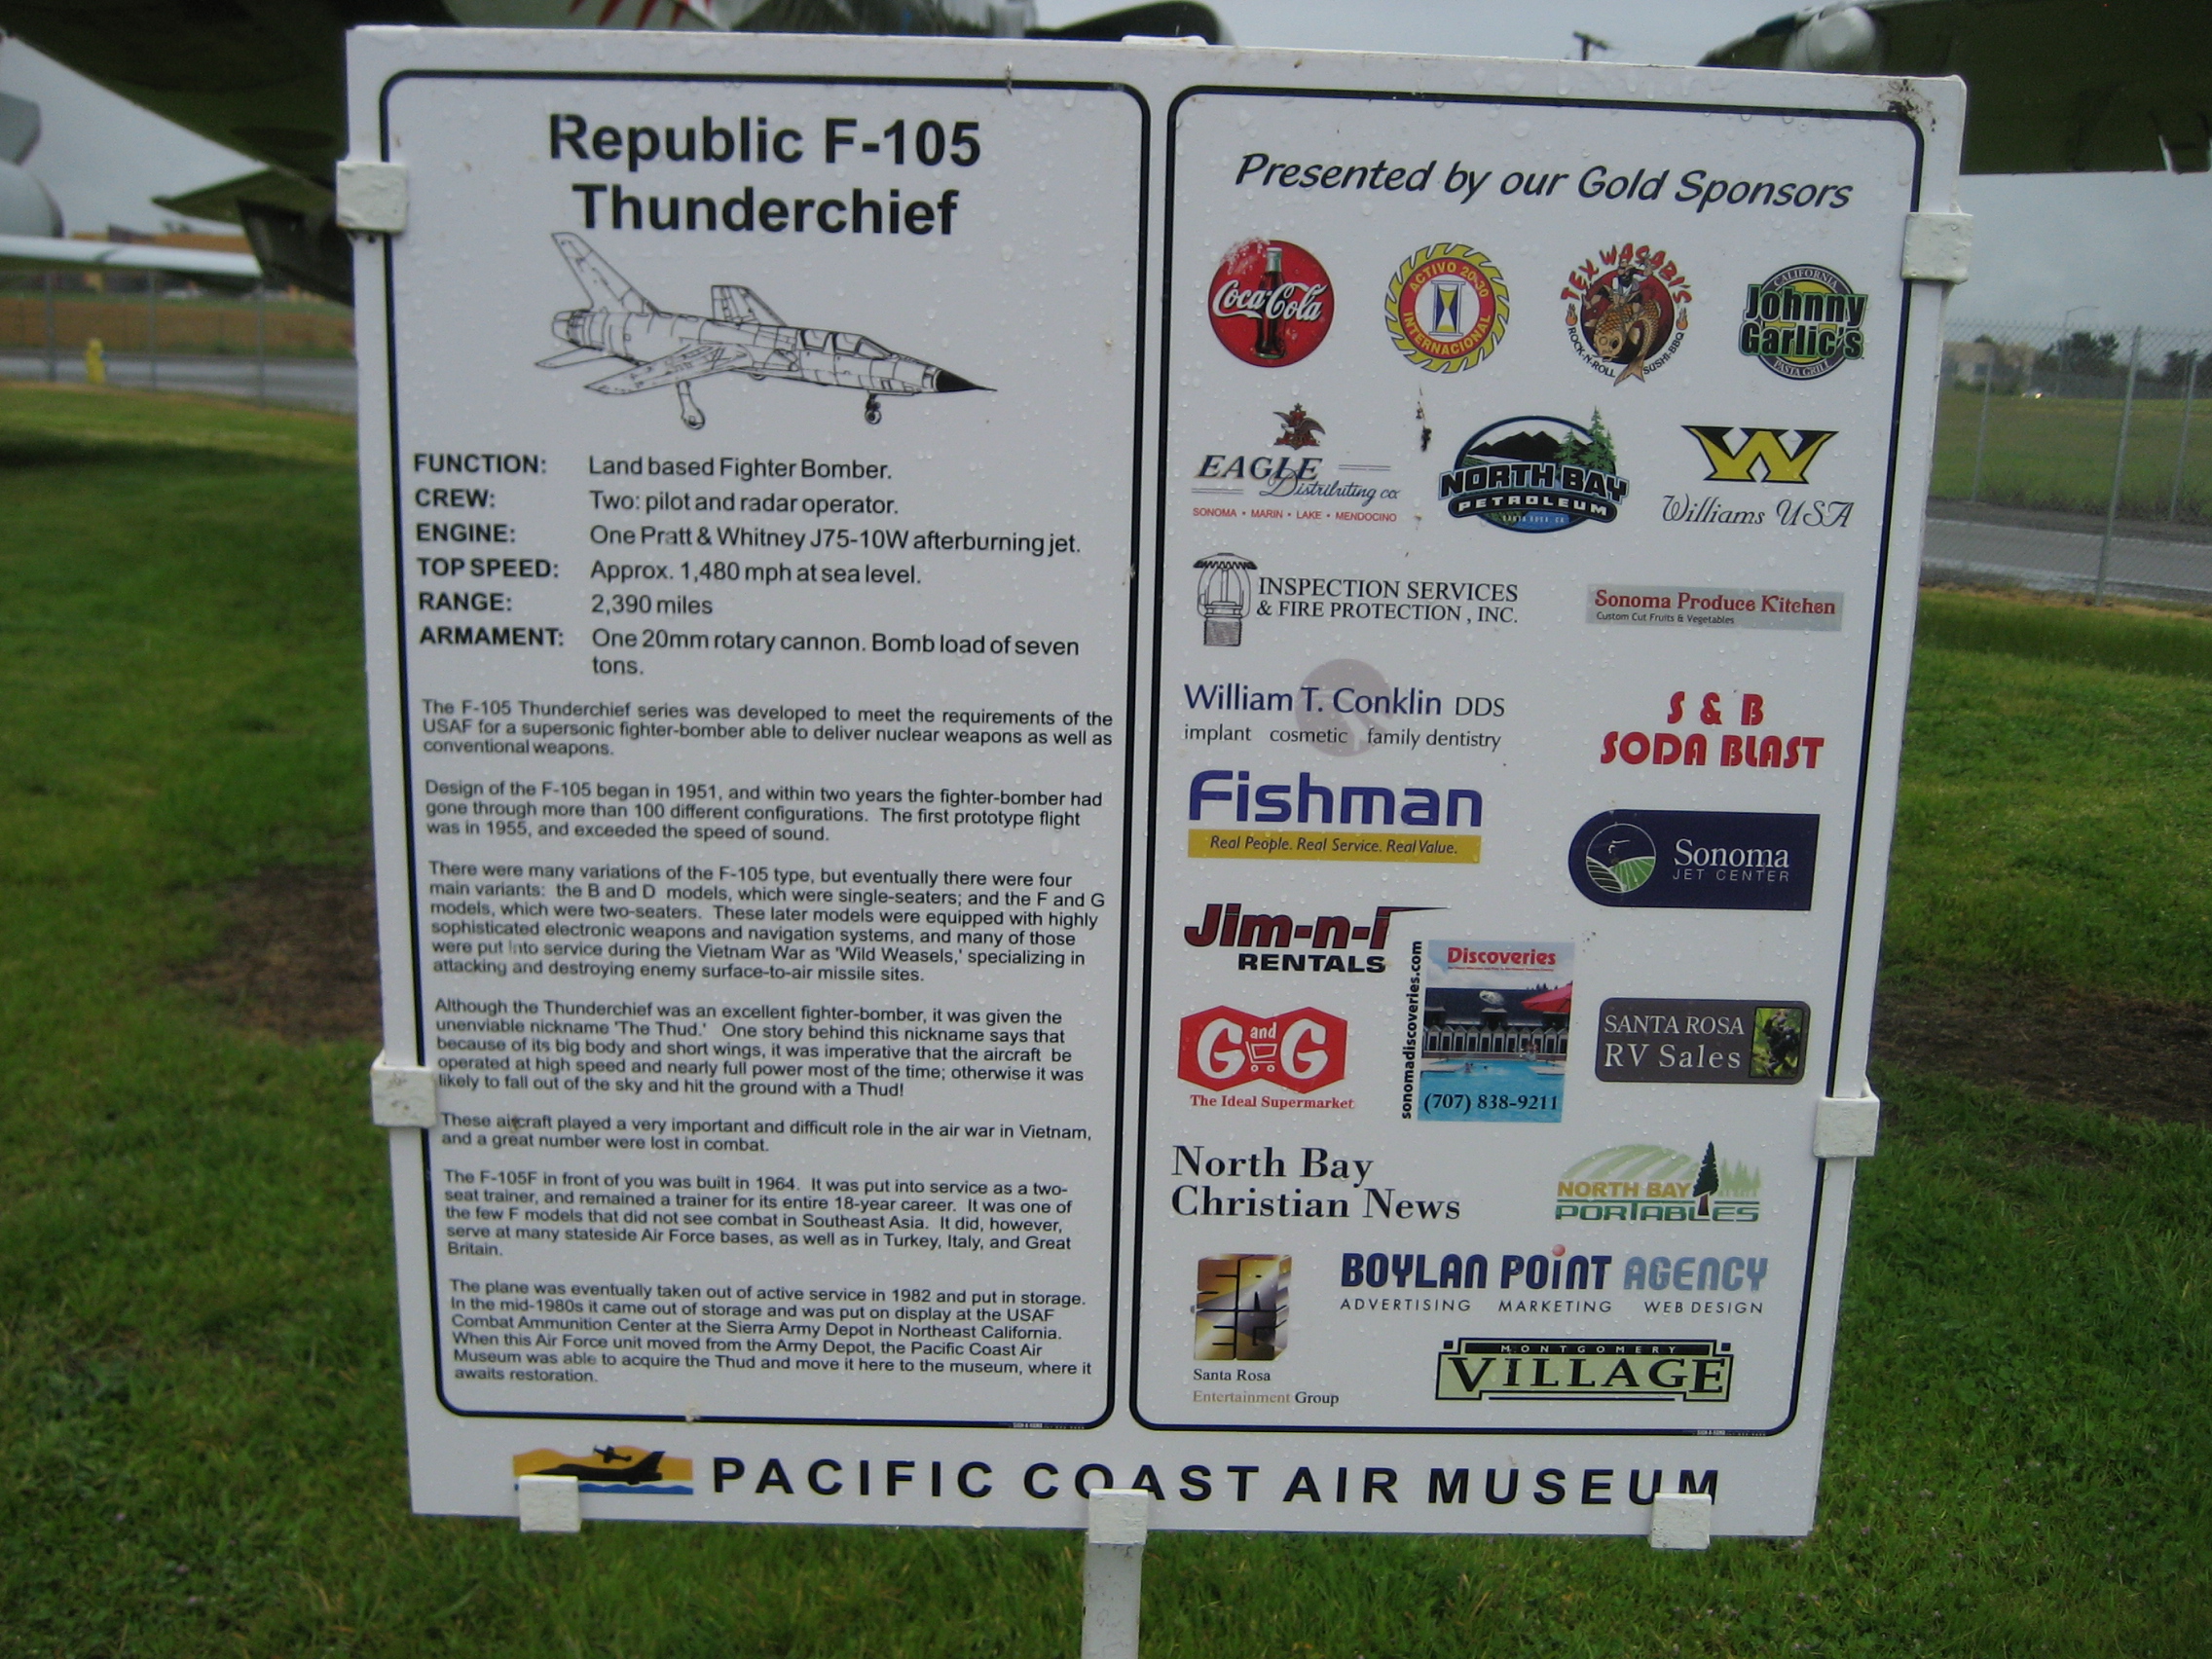 Republic F-105
Thunderchief
FUNCTION: Land based Fighter Bomber.
CREW: Two: pilot and radar operator.
ENGINE: One Pratt & Whitney J75-10W afterburning jet.
TOP SPEED: Approx. 1,480 mph at sea level.
RANGE: 2,390 miles
ARMAMENT: One 20mm rotary cannon. Bomb load of seven
tons.
The F-105 Thunderchief series was developed to meet the requirements of the
USAF for a supersonic fighter-bomber able to deliver nuclear weapons as well as
conventional weapons.
Design of the F-105 began in 1951, and within two years the fighter-bomber had
gone through more than 100 different configurations. The first prototype flight
was in 1955, and exceeded the speed of sound.
There were many variations of the F-105 type, but eventually there were four
main variants: the B and D models, which were single-seaters; and the F and G
models, which were two-seaters. These later models were equipped with highly
sophisticated electronic weapons and navigation systems, and many of those
were put into service during the Vietnam War as 'Wild Weasels,' specializing in
attacking and destroying enemy surface-to-air missile sites.
Although the Thunderchief was an excellent fighter-bomber, it was given the
unenviable nickname 'The Thud.' One story behind this nickname says that
because of its big body and short wings, it was imperative that the aircraft be
operated at high speed and nearly full power most of the time; otherwise it was
likely to fall out of the sky and hit the ground with a Thud!
These aircraft played a very important and difficult role in the air war in Vietnam,
and a great number were lost in combat.
The F-105F in front of you was built in 1964. It was put into service as a two-
seat trainer, and remained a trainer for its entire 18-year career. It was one of
the few F models that did not see combat in Southeast Asia. It did, however,
serve at many stateside Air Force bases, as well as in Turkey, Italy, and Great
Britain.
The plane was eventually taken out of active service in 1982 and put in storage.
In the mid-1980s it came out of storage and was put on display at the USAF
Combat Ammunition Center at the Sierra Army Depot in Northeast California.
When this Air Force unit moved from the Army Depot, the Pacific Coast Air
Museum was able to acquire the Thud and move it here to the museum, where it
awaits restoration.
Presented by our Gold Sponsors
Coca-Cola
ACTIVO 20-30
INTERNACIONAL
TEX WASABI'S
ROCK-N-ROLL SUSHI-BBQ
CALIFORNIA
Johnny
Garlic's
PASTA GRILL
EAGLE
Distributing co.
SONOMA • MARIN • LAKE • MENDOCINO
NORTH BAY
PETROLEUM
SANTA ROSA, CA
W
Williams USA
INSPECTION SERVICES
& FIRE PROTECTION, INC.
Sonoma Produce Kitchen
Custom Cut Fruits & Vegetables
William T. Conklin DDS
implant cosmetic family dentistry
S & B
SODA BLAST
Fishman
Real People. Real Service. Real Value.
Sonoma
JET CENTER
Jim-n-I
RENTALS
Discoveries
sonomadiscoveries.com
(707) 838-9211
G and G
The Ideal Supermarket
SANTA ROSA
RV Sales
North Bay
Christian News
NORTH BAY
PORTABLES
SR
EG
Santa Rosa
Entertainment Group
BOYLAN POINT AGENCY
ADVERTISING MARKETING WEB DESIGN
MONTGOMERY
VILLAGE
PACIFIC COAST AIR MUSEUM